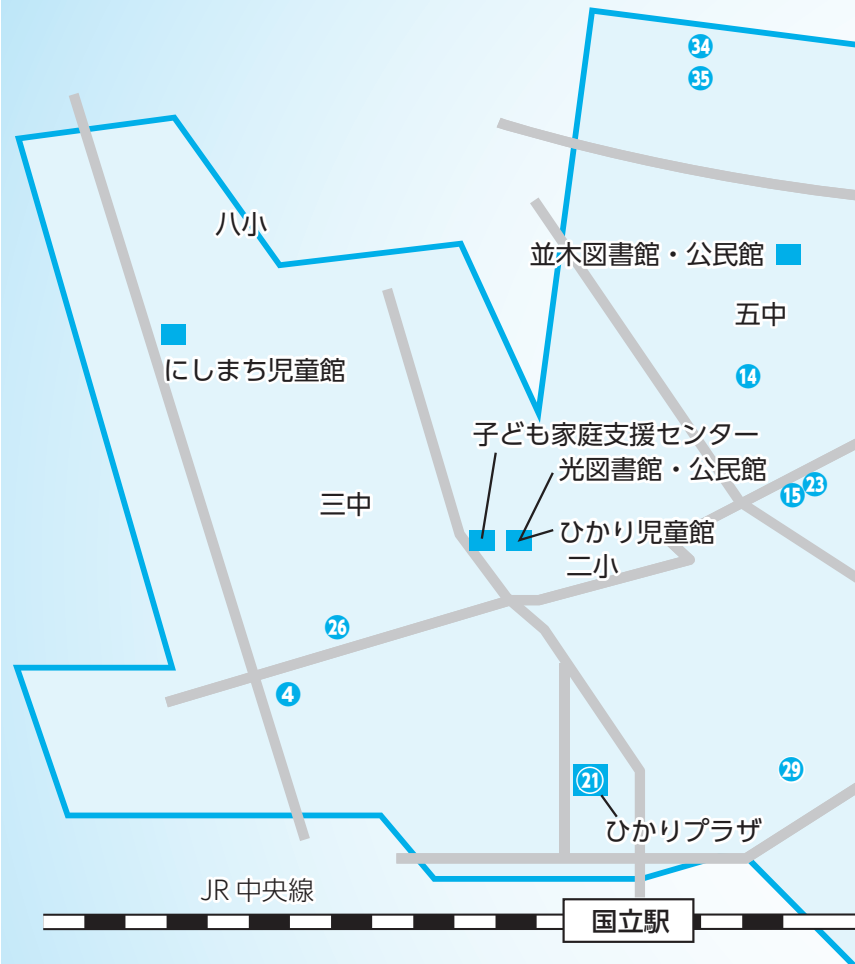 34
35
八小
並木図書館・公民館
五中
にしまち児童館
14
子ども家庭支援センター
光図書館・公民館
15
23
三中
ひかり児童館
二小
26
4
29
21
ひかりプラザ
JR 中央線
国立駅